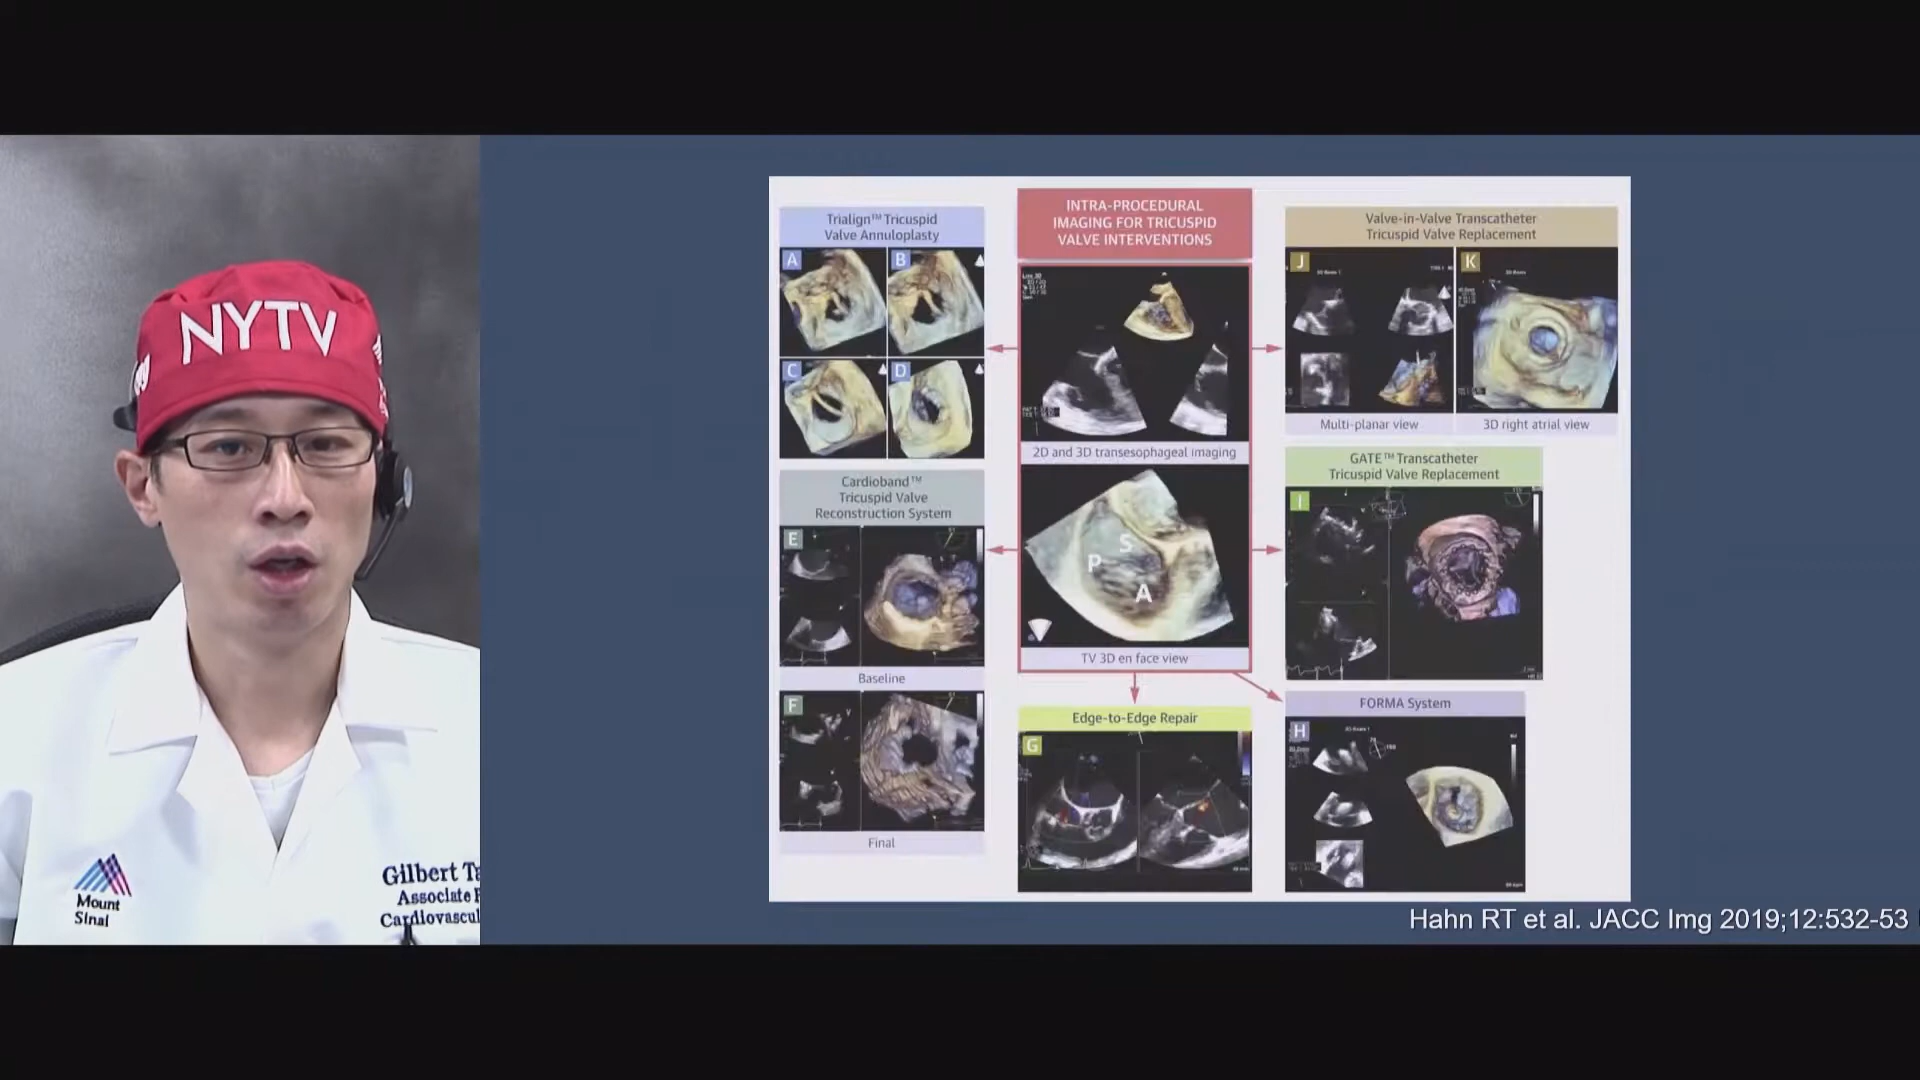 NYTV
Mount
Sinai
Gilbert Ta
Associate P
Cardiovascul
INTRA-PROCEDURAL
IMAGING FOR TRICUSPID
VALVE INTERVENTIONS
2D and 3D transesophageal imaging
S
P
A
TV 3D en face view
Trialign™ Tricuspid
Valve Annuloplasty
A
B
C
D
Cardioband™
Tricuspid Valve
Reconstruction System
E
Baseline
F
Final
Edge-to-Edge Repair
G
Valve-in-Valve Transcatheter
Tricuspid Valve Replacement
J
K
Multi-planar view
3D right atrial view
GATE™ Transcatheter
Tricuspid Valve Replacement
I
FORMA System
H
Hahn RT et al. JACC Img 2019;12:532-53